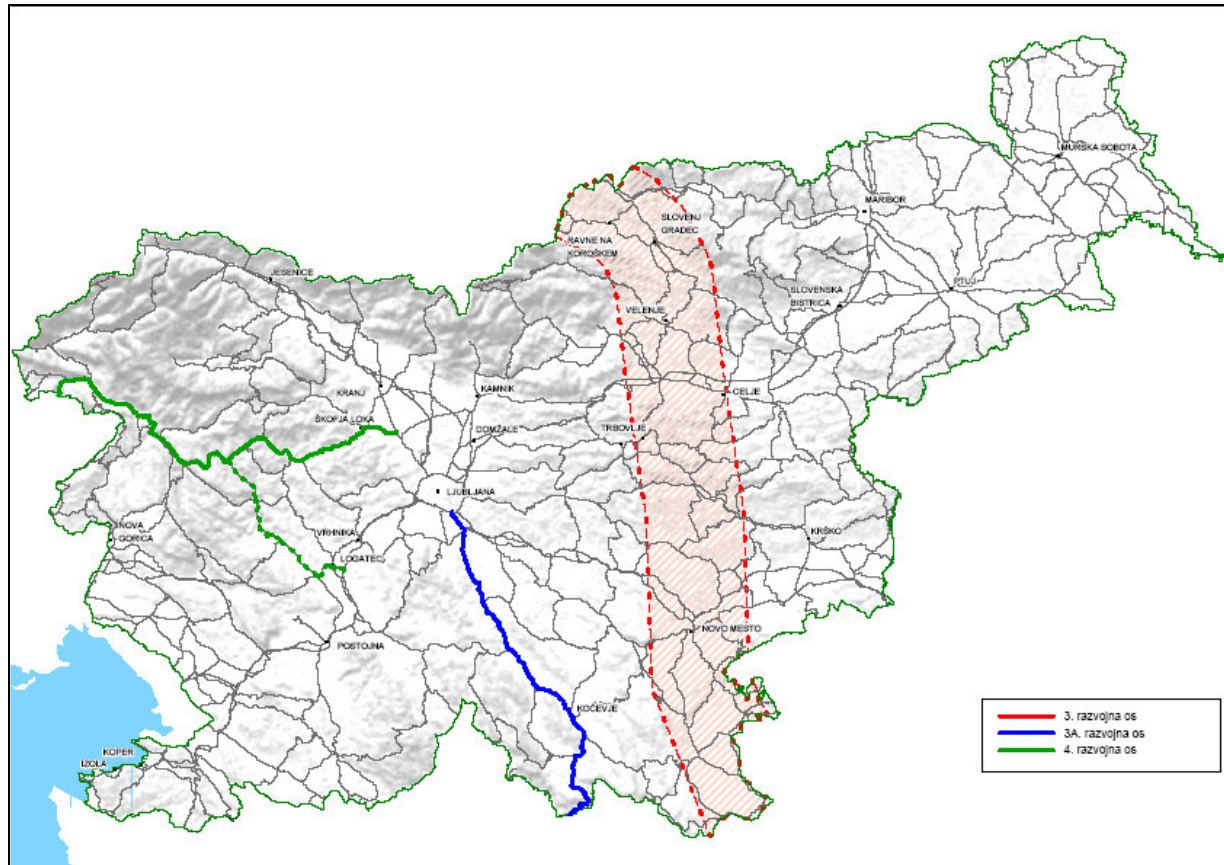 MURSKA SOBOTA
MARIBOR
SLOVENJ
GRADEC
RAVNE NA
KOROŠKEM
JESENICE
SLOVENSKA
BISTRICA
PTUJ
VELENJE
KRANJ
KAMNIK
CELJE
ŠKOFJA LOKA
DOMŽALE
TRBOVLJE
LJUBLJANA
NOVA
GORICA
VRHNIKA
KRŠKO
LOGATEC
NOVO MESTO
POSTOJNA
KOČEVJE
KOPER
IZOLA
3. razvojna os
3A. razvojna os
4. razvojna os